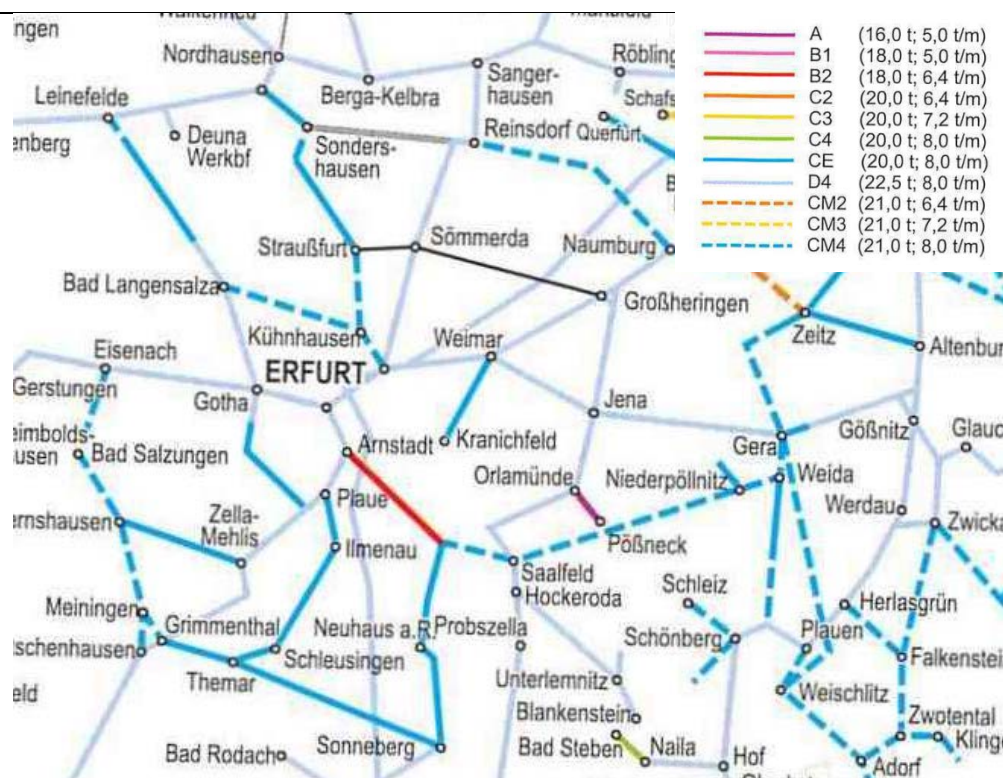 Nordhausen
Leinefelde
Deuna
Werkbf
enberg
Berga-Kelbra
Sanger-
hausen
Röbling
Schafs
Reinsdorf
Querfurt
Sonders-
hausen
Straußfurt
Sömmerda
Naumburg
Bad Langensalza
Kühnhausen
Weimar
Großheringen
Zeitz
Altenbur
Eisenach
Gerstungen
ERFURT
Gotha
Jena
Gera
Gößnitz
Glauc
eimbolds-
usen
Bad Salzungen
Arnstadt
Kranichfeld
Orlamünde
Niederpöllnitz
Weida
Werdau
Zwicka
ernshausen
Zella-
Mehlis
Plaue
Ilmenau
Pößneck
Saalfeld
Hockeroda
Schleiz
Herlasgrün
Meiningen
Grimmenthal
Neuhaus a.R.
Probszella
Schönberg
Plauen
tschenhausen
Schleusingen
Themar
Unterlemnitz
Falkenstei
Weischlitz
eld
Blankenstein
Zwotental
Klinge
Bad Rodach
Sonneberg
Bad Steben
Naila
Hof
Adorf
A (16,0 t; 5,0 t/m)
B1 (18,0 t; 5,0 t/m)
B2 (18,0 t; 6,4 t/m)
C2 (20,0 t; 6,4 t/m)
C3 (20,0 t; 7,2 t/m)
C4 (20,0 t; 8,0 t/m)
CE (20,0 t; 8,0 t/m)
D4 (22,5 t; 8,0 t/m)
CM2 (21,0 t; 6,4 t/m)
CM3 (21,0 t; 7,2 t/m)
CM4 (21,0 t; 8,0 t/m)